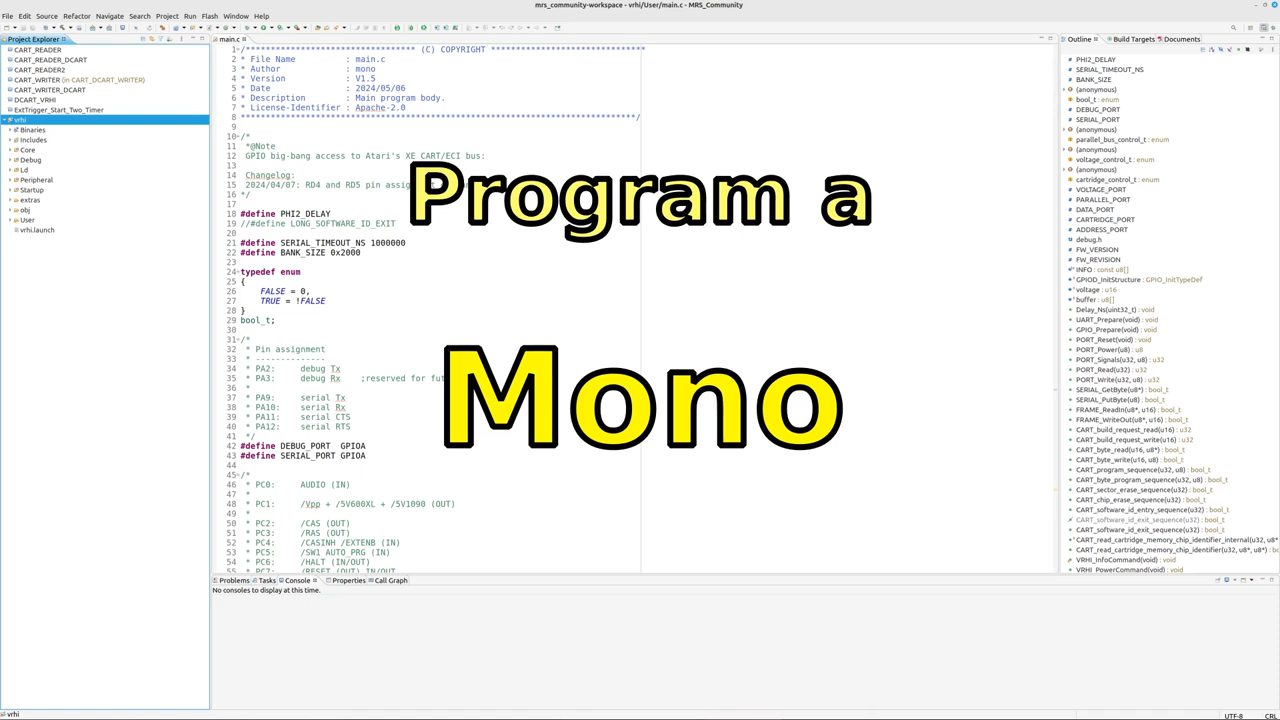 mrs_community-workspace - vrhi/User/main.c - MRS_Community
File Edit Source Refactor Navigate Search Project Run Flash Window Help
Project Explorer
CART_READER
CART_READER_DCART
CART_READER2
CART_WRITER (in CART_DCART_WRITER)
CART_WRITER_DCART
DCART_VRHI
ExtTrigger_Start_Two_Timer
vrhi
Binaries
Includes
Core
Debug
Ld
Peripheral
Startup
extras
obj
User
vrhi.launch
main.c
1 /********************************** (C) COPYRIGHT *******************************
2 * File Name : main.c
3 * Author : mono
4 * Version : V1.5
5 * Date : 2024/05/06
6 * Description : Main program body.
7 * License-Identifier : Apache-2.0
8 *******************************************************************************/
9
10 /*
11 *@Note
12 GPIO big-bang access to Atari's XE CART/ECI bus:
13
14 Changelog:
15 2024/04/07: RD4 and RD5 pin assig
16 */
17
18 #define PHI2_DELAY
19 //#define LONG_SOFTWARE_ID_EXIT
20
21 #define SERIAL_TIMEOUT_NS 1000000
22 #define BANK_SIZE 0x2000
23
24 typedef enum
25 {
26 FALSE = 0,
27 TRUE = !FALSE
28 }
29 bool_t;
30
31 /*
32 * Pin assignment
33 * --------------
34 * PA2: debug Tx
35 * PA3: debug Rx ;reserved for fut
36 *
37 * PA9: serial Tx
38 * PA10: serial Rx
39 * PA11: serial CTS
40 * PA12: serial RTS
41 */
42 #define DEBUG_PORT GPIOA
43 #define SERIAL_PORT GPIOA
44
45 /*
46 * PC0: AUDIO (IN)
47 *
48 * PC1: /Vpp + /5V600XL + /5V1090 (OUT)
49 *
50 * PC2: /CAS (OUT)
51 * PC3: /RAS (OUT)
52 * PC4: /CASINH /EXTENB (IN)
53 * PC5: /SW1 AUTO_PRG (IN)
54 * PC6: /HALT (IN/OUT)
55 * PC7: /RESET (OUT) IN/OUT
Program a
Mono
Problems Tasks Console Properties Call Graph
No consoles to display at this time.
Outline Build Targets Documents
PHI2_DELAY
SERIAL_TIMEOUT_NS
BANK_SIZE
(anonymous)
bool_t : enum
DEBUG_PORT
SERIAL_PORT
(anonymous)
parallel_bus_control_t : enum
(anonymous)
voltage_control_t : enum
(anonymous)
cartridge_control_t : enum
VOLTAGE_PORT
PARALLEL_PORT
DATA_PORT
CARTRIDGE_PORT
ADDRESS_PORT
debug.h
FW_VERSION
FW_REVISION
INFO : const u8[]
GPIOD_InitStructure : GPIO_InitTypeDef
voltage : u16
buffer : u8[]
Delay_Ns(uint32_t) : void
UART_Prepare(void) : void
GPIO_Prepare(void) : void
PORT_Reset(void) : void
PORT_Power(u8) : u8
PORT_Signals(u32) : u32
PORT_Read(u32) : u32
PORT_Write(u32) : u32
SERIAL_GetByte(u8*) : bool_t
SERIAL_PutByte(u8) : bool_t
FRAME_ReadIn(u8*, u16) : bool_t
FRAME_WriteOut(u8*, u16) : bool_t
CART_build_request_read(u16) : u32
CART_build_request_write(u16) : u32
CART_byte_read(u16, u8*) : bool_t
CART_byte_write(u16, u8) : bool_t
CART_program_sequence(u32) : bool_t
CART_byte_program_sequence(u32, u8) : bool_t
CART_sector_erase_sequence(u32) : bool_t
CART_chip_erase_sequence(u32) : bool_t
CART_software_id_entry_sequence(u32) : bool_t
CART_software_id_exit_sequence(u32) : bool_t
CART_software_id_exit_sequence(u32) : bool_t
CART_read_cartridge_memory_chip_identifier_internal(u32, u8*
CART_read_cartridge_memory_chip_identifier(u32, u8*, u8*) : bo
VRHI_InfoCommand(void) : bool_t
VRHI_PowerCommand(void) : bool_t
vrhi
UTF-8 CRL